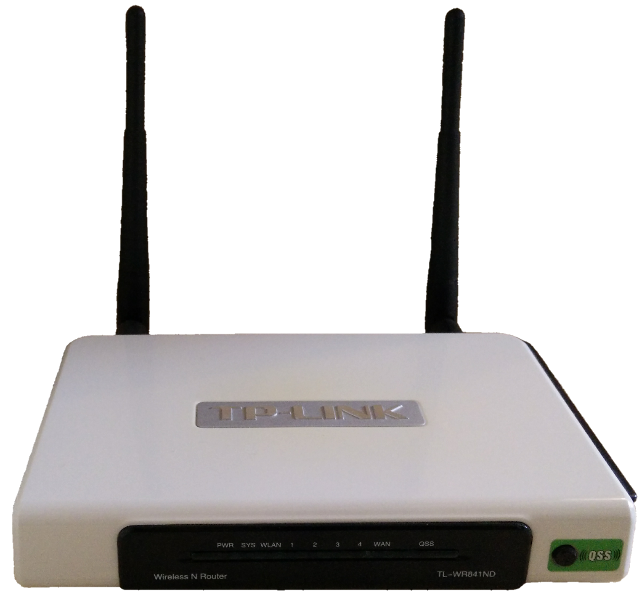 TP-LINK
PWR SYS WLAN 1 2 3 4 WAN QSS
Wireless N Router TL-WR841ND
QSS